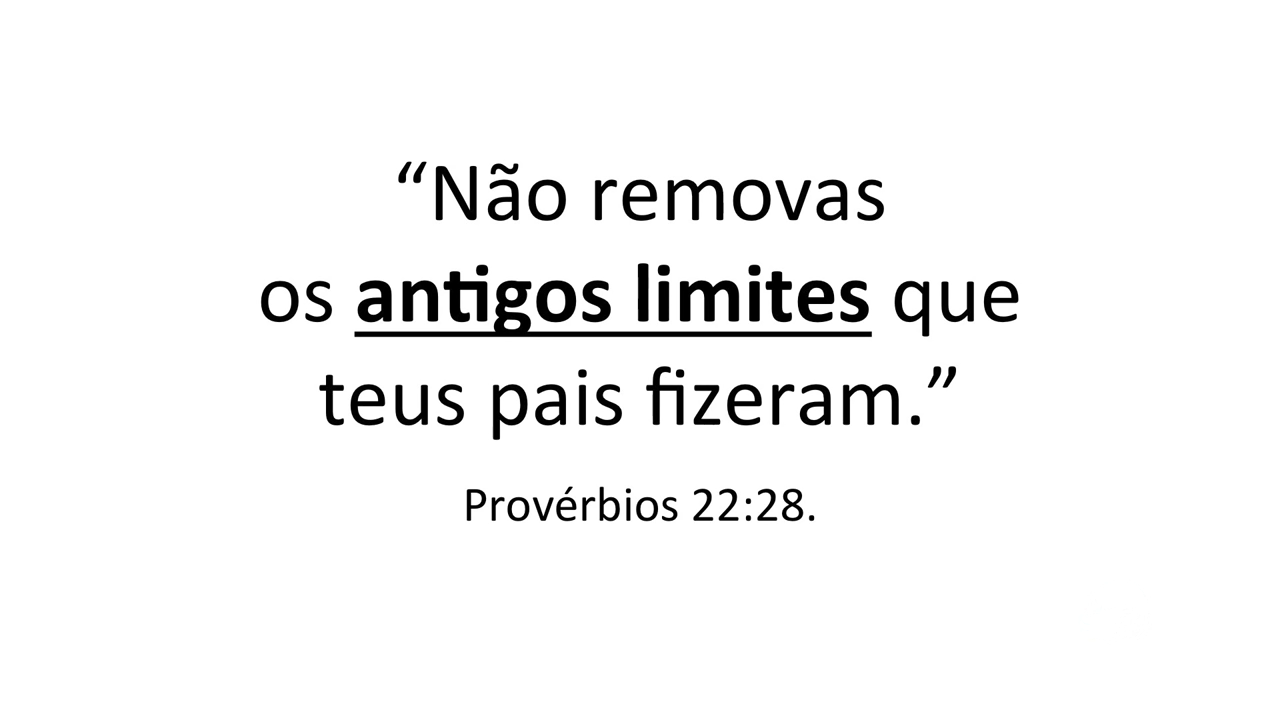 “Não removas
os antigos limites que
teus pais fizeram.”
Provérbios 22:28.